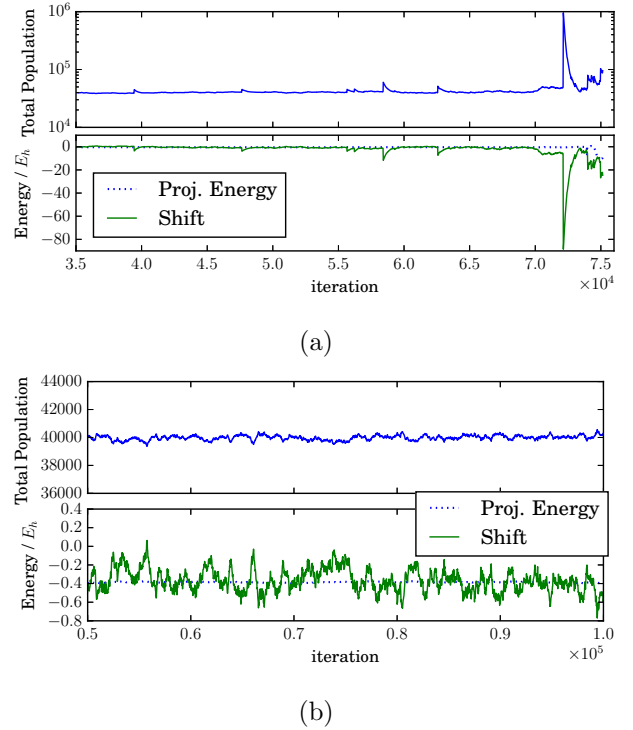 10^6
10^5
10^4
Total Population
0
−20
−40
−60
−80
Energy / E_h
Proj. Energy
Shift
3.5 4.0 4.5 5.0 5.5 6.0 6.5 7.0 7.5
×10^4
iteration
(a)
44000
42000
40000
38000
36000
Total Population
0.4
0.2
0.0
−0.2
−0.4
−0.6
−0.8
Energy / E_h
Proj. Energy
Shift
0.5 0.6 0.7 0.8 0.9 1.0
×10^5
iteration
(b)